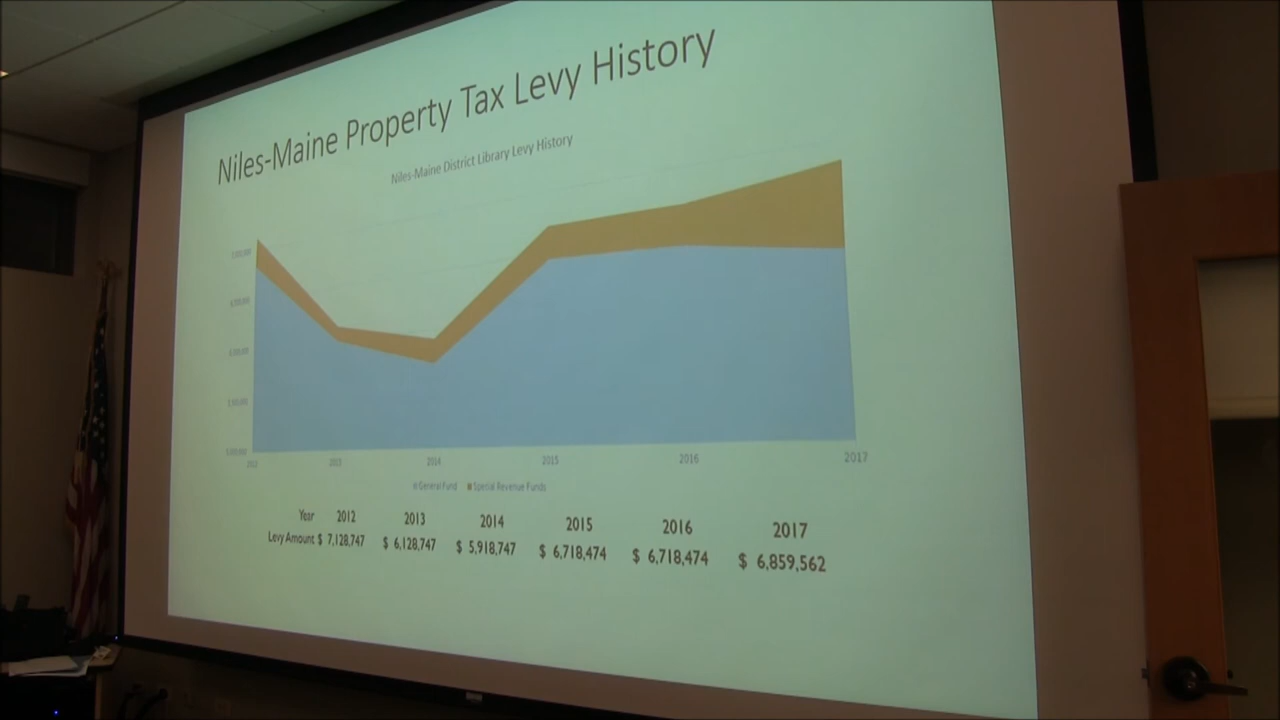 Niles-Maine Property Tax Levy History
Niles-Maine District Library Levy History
2012 2013 2014 2015 2016 2017
General Fund Special Revenue Funds
Year 2012 2013 2014 2015 2016 2017
Levy Amount $ 7,128,747 $ 6,128,747 $ 5,918,747 $ 6,718,474 $ 6,718,474 $ 6,859,562